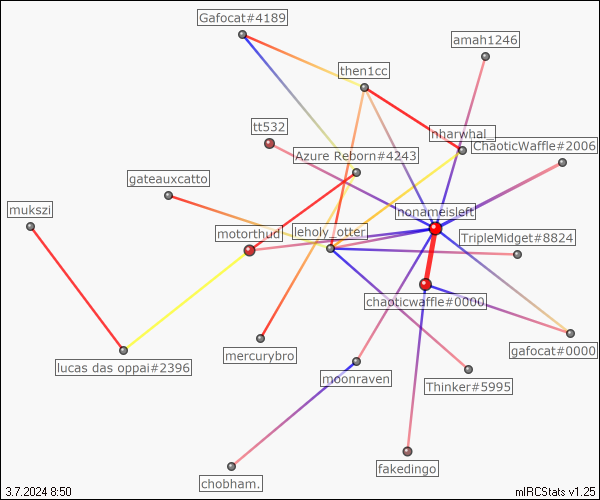 Gafocat#4189
amah1246
then1cc
tt532
nharwhal_
ChaoticWaffle#2006
Azure Reborn#4243
gateauxcatto
mukszi
nonameisleft
motorthud
leholy_otter
TripleMidget#8824
chaoticwaffle#0000
gafocat#0000
mercurybro
lucas das oppai#2396
moonraven
Thinker#5995
chobham.
fakedingo
3.7.2024 8:50
mIRCStats v1.25